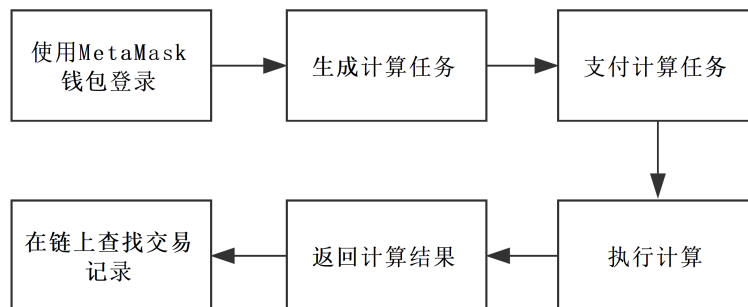 使用MetaMask
钱包登录
生成计算任务
支付计算任务
执行计算
返回计算结果
在链上查找交易
记录